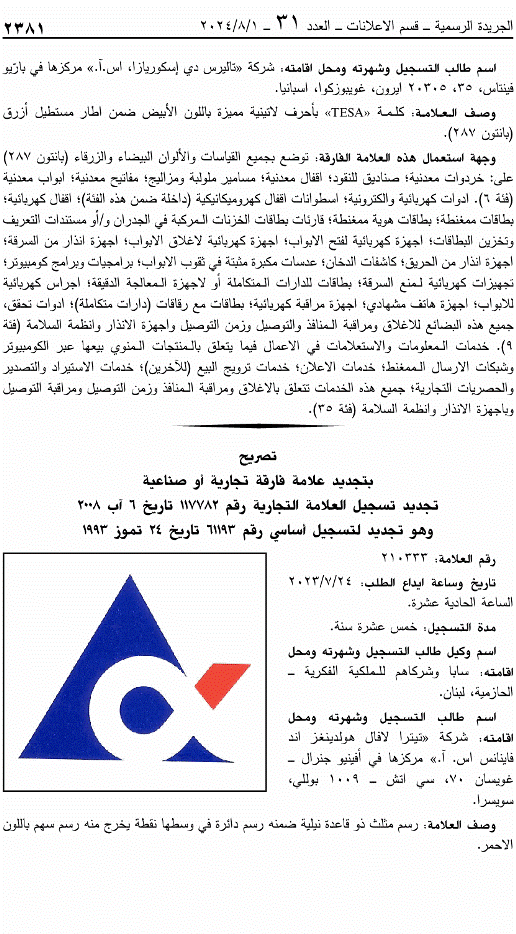 الجريدة الرسمية ــ قسم الاعلانات ــ العدد ٣١ ــ ٢٠٢٤/٨/١ ٢٣٨١
اسم طالب التسجيل وشهرته ومحل اقامته: شركة «تاليرس دي إسكوريازا، اس.آ.» مركزها في بارّيو
فينتاس، ٣٥، ٢٠٣٠٥ ايرون، غويبوزكوا، اسبانيا.
وصف العـلامـة: كلمـة «TESA» بأحرف لاتينية مميزة باللون الأبيض ضمن اطار مستطيل أزرق
(بانتون ٢٨٧).
وجهة استعمال هذه العلامة الفارقة: توضع بجميع القياسات والألوان البيضاء والزرقاء (بانتون ٢٨٧)
على: خردوات معدنية؛ صناديق للنقود؛ اقفال معدنية؛ مسامير ملولبة ومزاليج؛ مفاتيح معدنية؛ ابواب معدنية
(فئة ٦). ادوات كهربائية والكترونية؛ اسطوانات اقفال كهروميكانيكية (داخلة ضمن هذه الفئة)؛ اقفال كهربائية؛
بطاقات ممغنطة؛ بطاقات هوية ممغنطة؛ قارئات بطاقات الخزنات المركبة في الجدران و/أو مستندات التعريف
وتخزين البطاقات؛ اجهزة كهربائية لفتح الابواب؛ اجهزة كهربائية لاغلاق الابواب؛ اجهزة انذار من السرقة؛
اجهزة انذار من الحريق؛ كاشفات الدخان؛ عدسات مكبرة مثبتة في ثقوب الابواب؛ برامجيات وبرامج كومبيوتر؛
تجهيزات كهربائية لمنع السرقة؛ بطاقات للدارات المتكاملة أو لاجهزة المعالجة الدقيقة؛ اجراس كهربائية
للابواب؛ اجهزة هاتف مشهادي؛ اجهزة مراقبة كهربائية؛ بطاقات مع رقاقات (دارات متكاملة)؛ ادوات تحقق،
جميع هذه البضائع للاغلاق ومراقبة المنافذ والتوصيل وزمن التوصيل واجهزة الانذار وانظمة السلامة (فئة
٩). خدمات المعلومات والاستعلامات في الاعمال فيما يتعلق بالمنتجات المنوي بيعها عبر الكومبيوتر
وشبكات الارسال الممغنط؛ خدمات الاعلان؛ خدمات ترويج البيع (للآخرين)؛ خدمات الاستيراد والتصدير
والحصريات التجارية؛ جميع هذه الخدمات تتعلق بالاغلاق ومراقبة المنافذ وزمن التوصيل ومراقبة التوصيل
وباجهزة الانذار وانظمة السلامة (فئة ٣٥).
تصريح
بتجديد علامة فارقة تجارية أو صناعية
تجديد تسجيل العلامة التجارية رقم ١١٧٧٨٢ تاريخ ٦ آب ٢٠٠٨
وهو تجديد لتسجيل أساسي رقم ٦١١٩٣ تاريخ ٢٤ تموز ١٩٩٣
رقم العلامة: ٢١٠٣٣٣
تاريخ وساعة ايداع الطلب: ٢٠٢٣/٧/٢٤
الساعة الحادية عشرة.
مدة التسجيل: خمس عشرة سنة.
اسم وكيل طالب التسجيل وشهرته ومحل
اقامته: سابا وشركاهم للملكية الفكرية ــ
الحازمية، لبنان.
اسم طالب التسجيل وشهرته ومحل
اقامته: شركة «تيترا لافال هولدينغز اند
فاينانس اس. آ.» مركزها في أفينيو جنرال ــ
غويسان ٧٠، سي اتش ــ ١٠٠٩ بوللي،
سويسرا.
وصف العلامة: رسم مثلث ذو قاعدة نيلية ضمنه رسم دائرة في وسطها نقطة يخرج منه رسم سهم باللون
الاحمر.